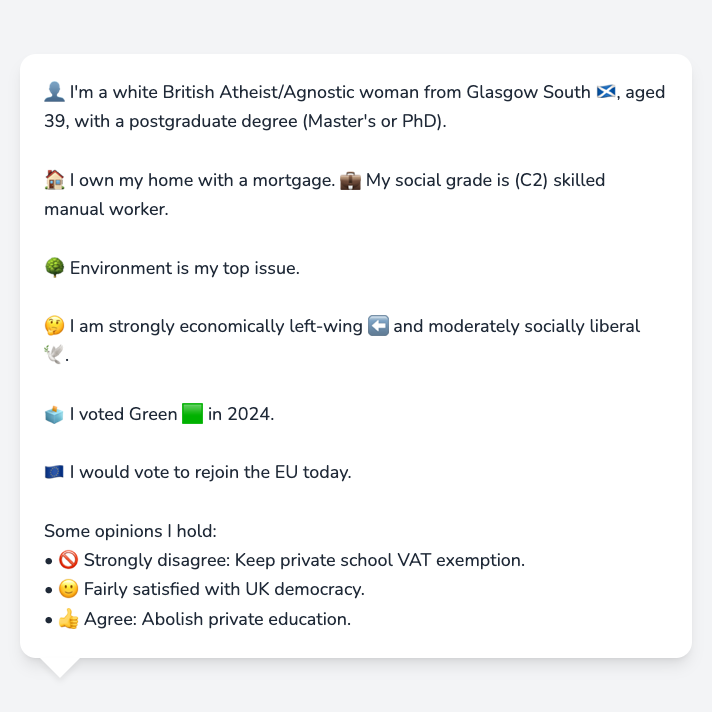 👤 I'm a white British Atheist/Agnostic woman from Glasgow South 🏴󠁧󠁢󠁳󠁣󠁴󠁿, aged
39, with a postgraduate degree (Master's or PhD).
🏠 I own my home with a mortgage. 💼 My social grade is (C2) skilled
manual worker.
🌳 Environment is my top issue.
🤔 I am strongly economically left-wing ⬅️ and moderately socially liberal
🕊️.
🗳️ I voted Green 🟩 in 2024.
🇪🇺 I would vote to rejoin the EU today.
Some opinions I hold:
• 🚫 Strongly disagree: Keep private school VAT exemption.
• 🙂 Fairly satisfied with UK democracy.
• 👍 Agree: Abolish private education.